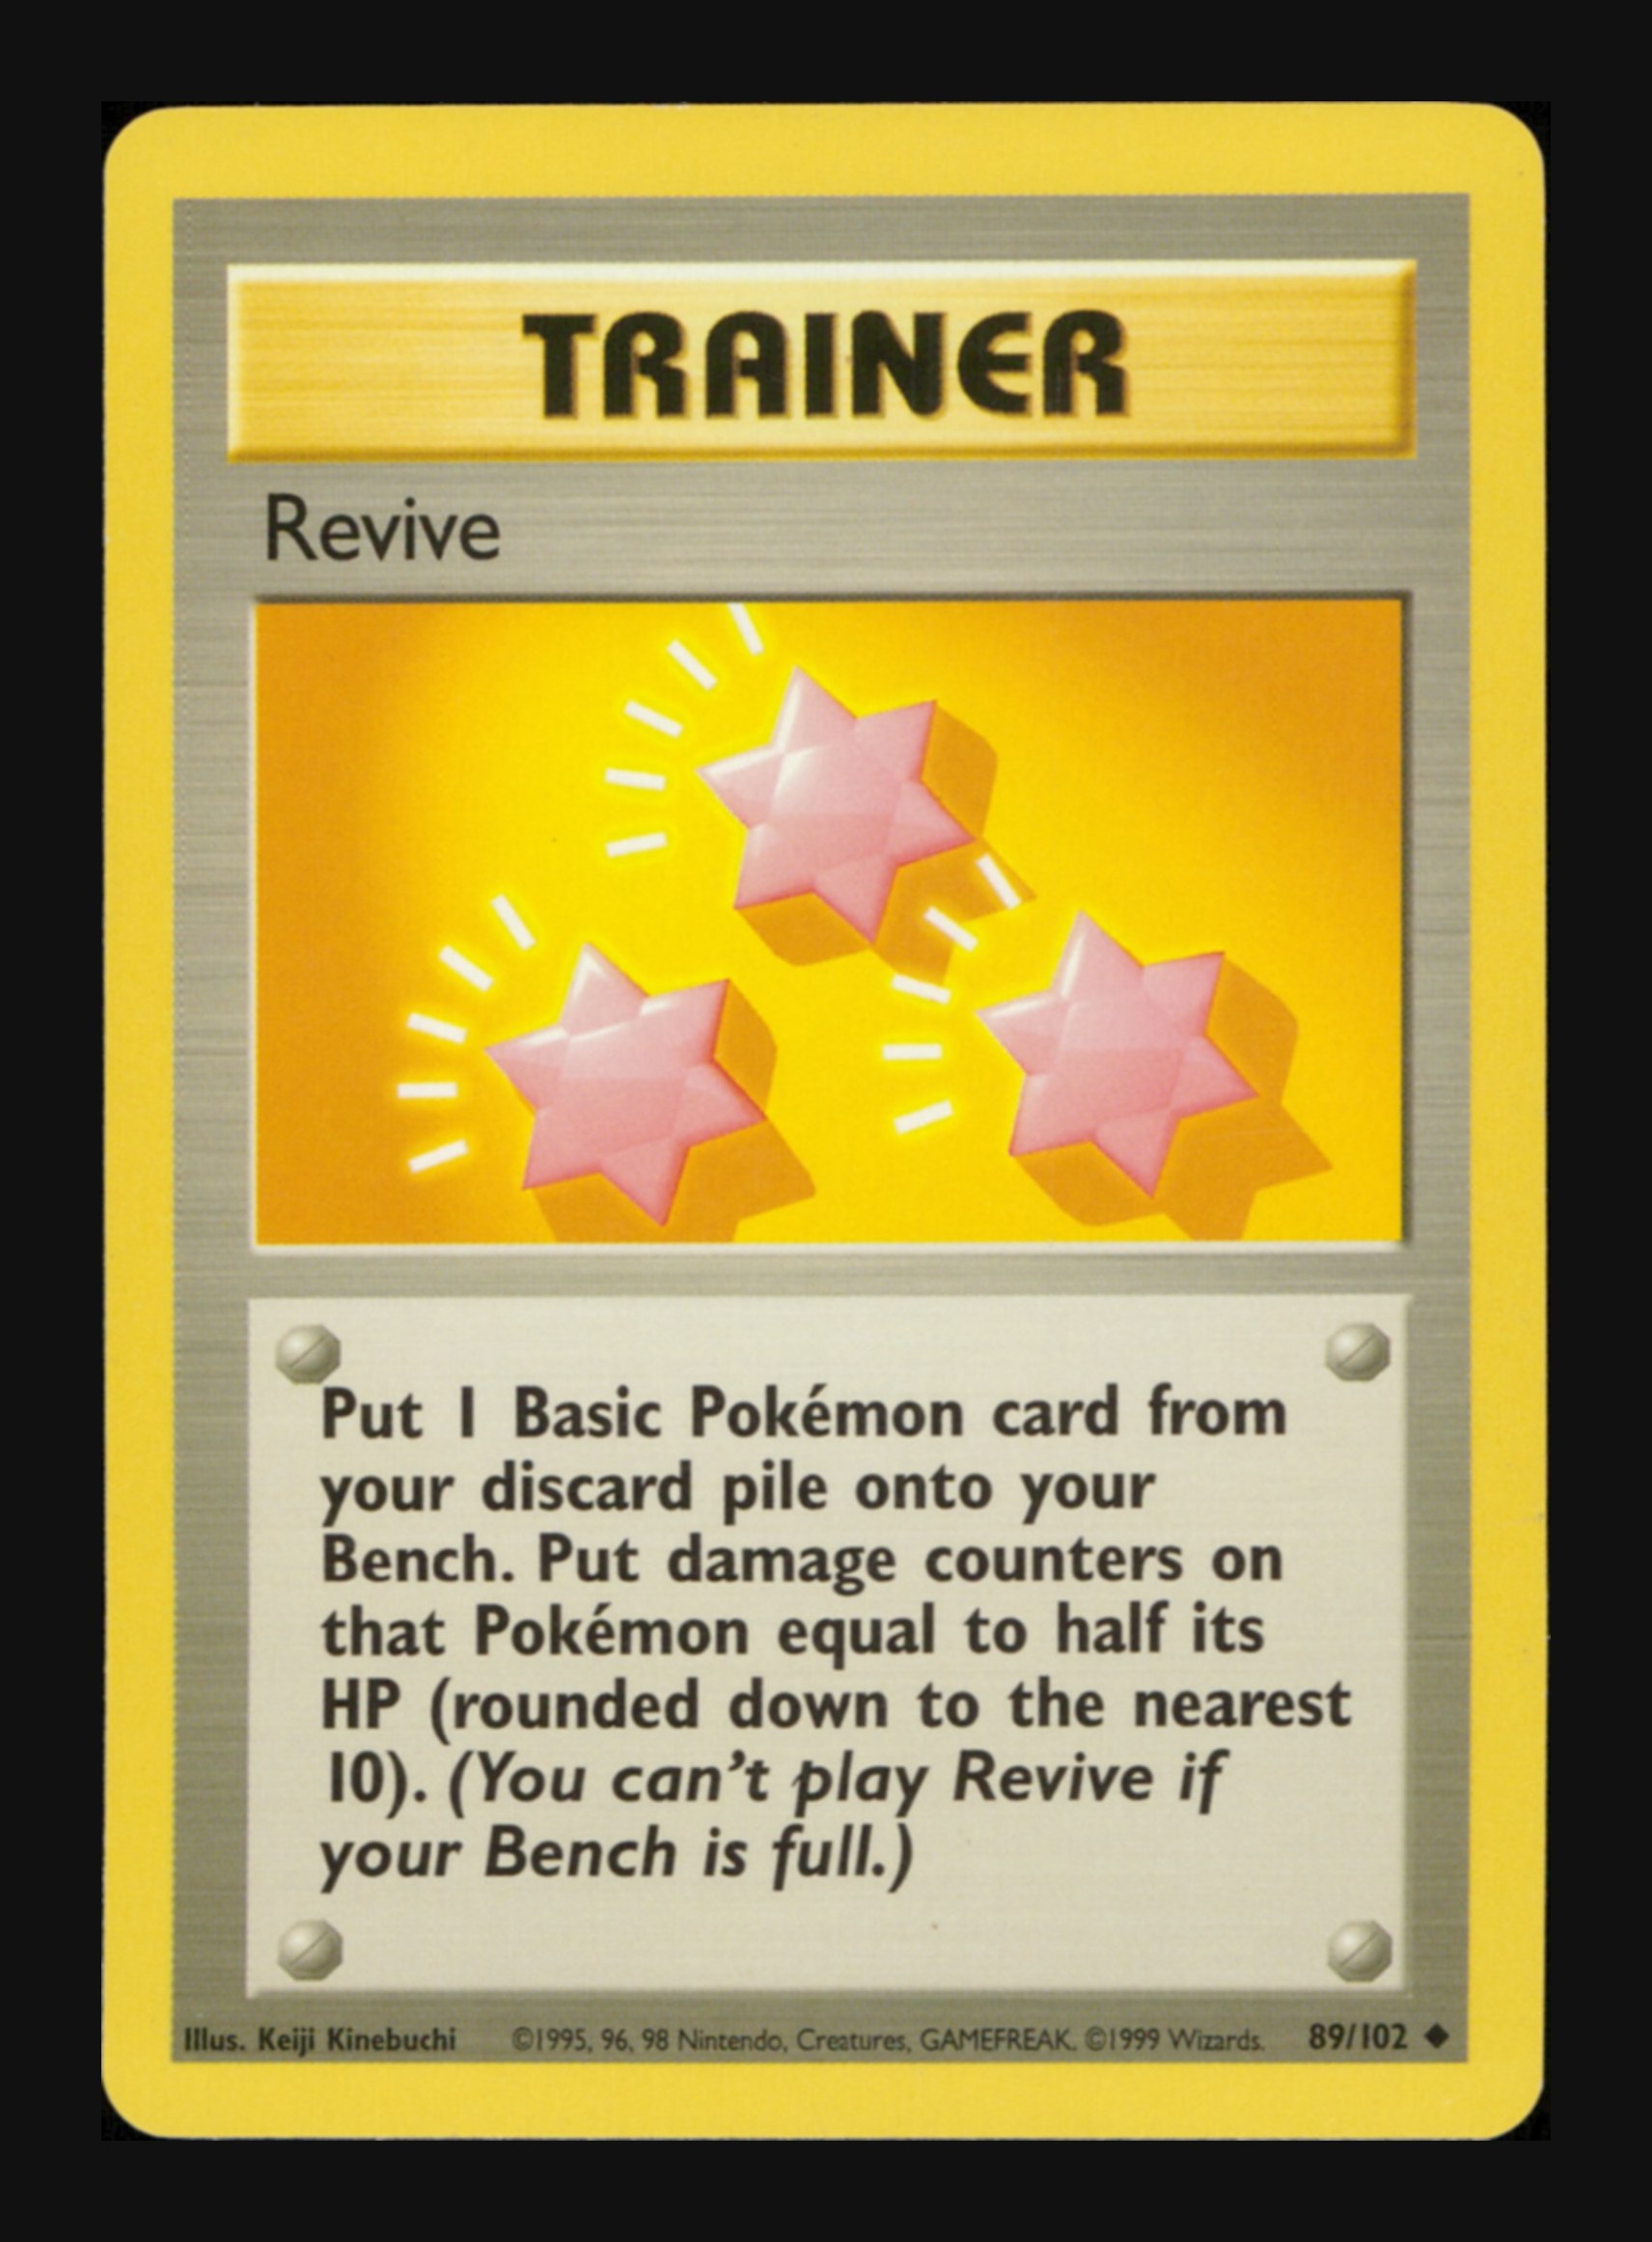 TRAINER
Revive
Put 1 Basic Pokémon card from
your discard pile onto your
Bench. Put damage counters on
that Pokémon equal to half its
HP (rounded down to the nearest
10). (You can't play Revive if
your Bench is full.)
Illus. Keiji Kinebuchi ©1995, 96, 98 Nintendo, Creatures, GAMEFREAK. ©1999 Wizards. 89/102 ◆